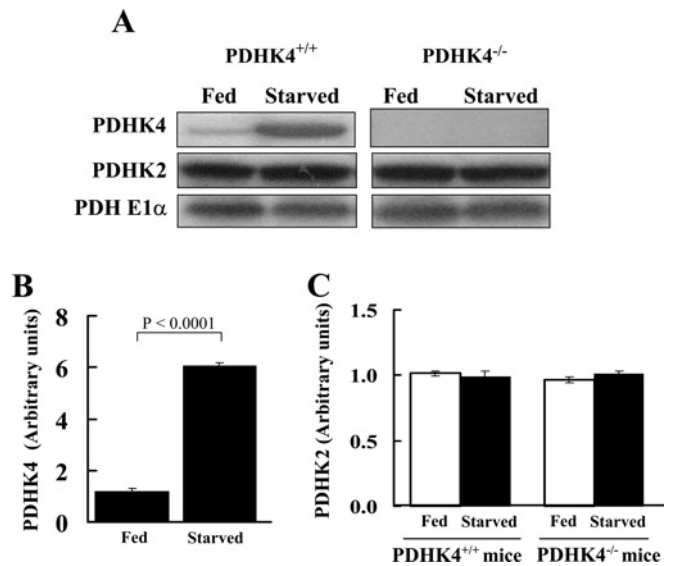 A
PDHK4+/+ PDHK4-/-
Fed Starved Fed Starved
PDHK4
PDHK2
PDH E1α
B
PDHK4 (Arbitrary units)
8
6
4
2
0
P < 0.0001
Fed Starved
C
PDHK2 (Arbitrary units)
1.5
1.0
0.5
0.0
Fed Starved Fed Starved
PDHK4+/+ mice PDHK4-/- mice